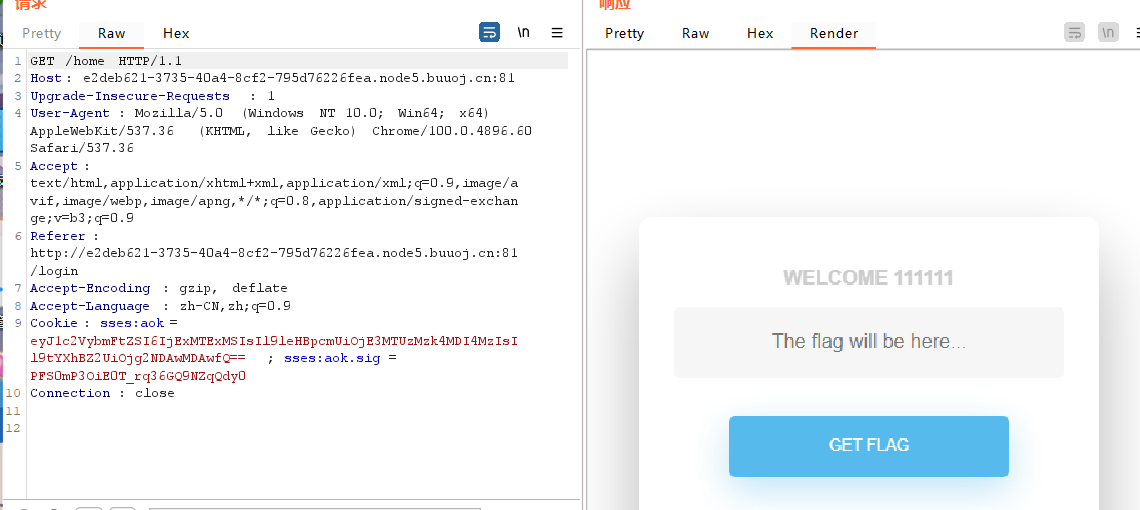 请求
Pretty Raw Hex
\n
1 GET /home HTTP/1.1
2 Host : e2deb621-3735-40a4-8cf2-795d76226fea.node5.buuoj.cn:81
3 Upgrade-Insecure-Requests : 1
4 User-Agent : Mozilla/5.0 (Windows NT 10.0; Win64; x64)
AppleWebKit/537.36 (KHTML, like Gecko) Chrome/100.0.4896.60
Safari/537.36
5 Accept :
text/html,application/xhtml+xml,application/xml;q=0.9,image/a
vif,image/webp,image/apng,*/*;q=0.8,application/signed-exchan
ge;v=b3;q=0.9
6 Referer :
http://e2deb621-3735-40a4-8cf2-795d76226fea.node5.buuoj.cn:81
/login
7 Accept-Encoding : gzip, deflate
8 Accept-Language : zh-CN,zh;q=0.9
9 Cookie : sses:aok =
eyJ1c2VybmFtZSI6IjExMTExMSIsIl9leHBpcmUiOjE3MTUzMzk4MDI4MzIsI
l9tYXhBZ2UiOjg2NDAwMDAwfQ== ; sses:aok.sig =
PFS0mP3OiE0T_rq36GQ9NZqQdy0
10 Connection : close
11
12
响应
Pretty Raw Hex Render
\n
WELCOME 111111
The flag will be here...
GET FLAG